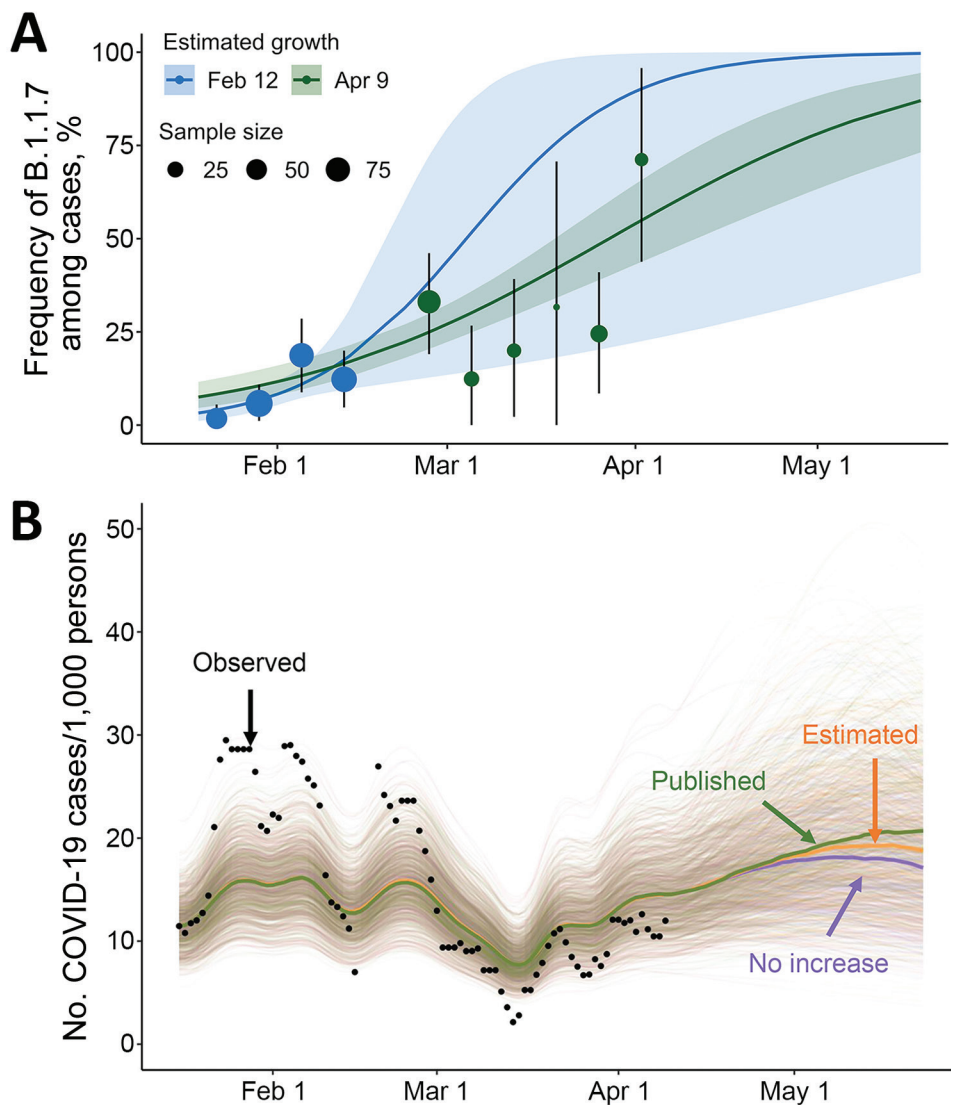 A
Estimated growth
Feb 12 Apr 9
Sample size
25 50 75
Frequency of B.1.1.7
among cases, %
100
75
50
25
0
Feb 1 Mar 1 Apr 1 May 1
B
No. COVID-19 cases/1,000 persons
50
40
30
20
10
0
Observed
Estimated
Published
No increase
Feb 1 Mar 1 Apr 1 May 1